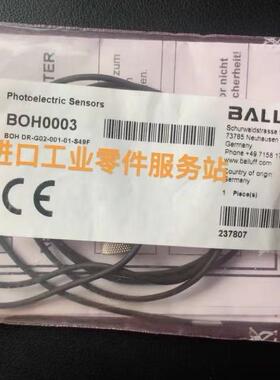 Photoelectric Sensors
BOH0003
BOH DR-G02-001-01-S49F
BALL
Schurwaldstrasse
73765 Neuhausen
Germany
Phone +49 7158 1
www.balluff.com
Country of origin
Germany
1 Piece(s)
237807
进口工业零件服务站
CE